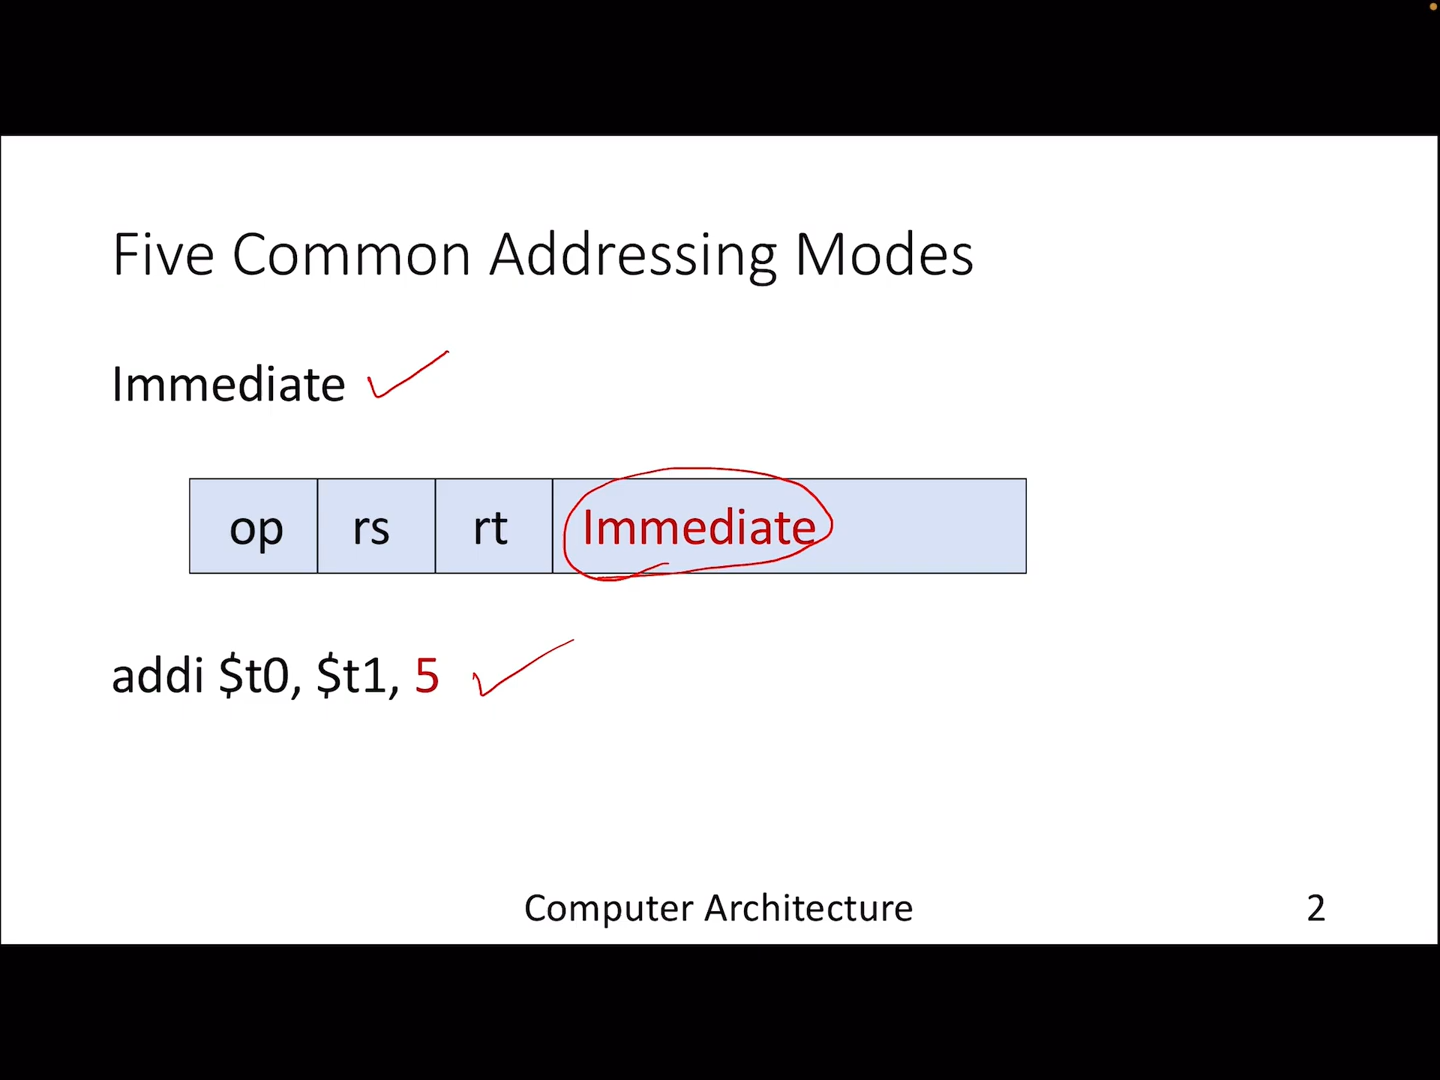 Five Common Addressing Modes
Immediate
op rs rt Immediate
addi $t0, $t1, 5
Computer Architecture 2